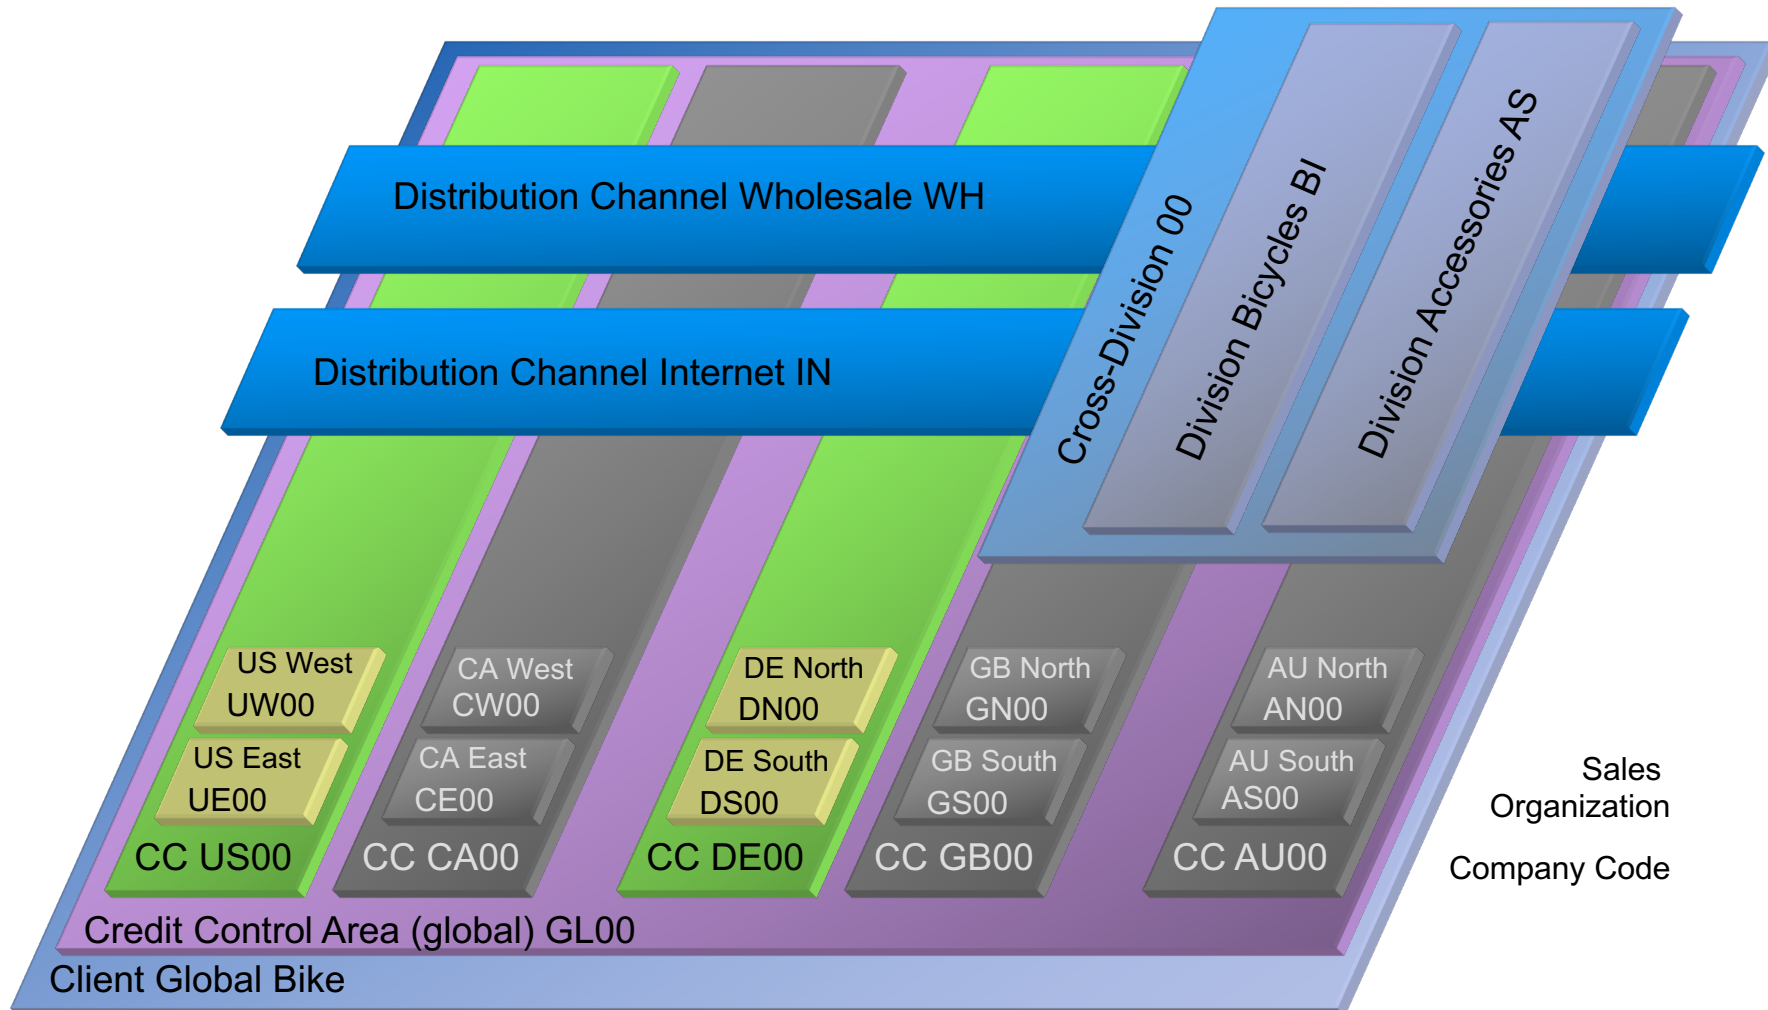 Distribution Channel Wholesale WH
Distribution Channel Internet IN
Cross-Division 00
Division Bicycles BI
Division Accessories AS
US West
UW00
CA West
CW00
DE North
DN00
GB North
GN00
AU North
AN00
US East
UE00
CA East
CE00
DE South
DS00
GB South
GS00
AU South
AS00
Sales
Organization
CC US00
CC CA00
CC DE00
CC GB00
CC AU00
Company Code
Credit Control Area (global) GL00
Client Global Bike